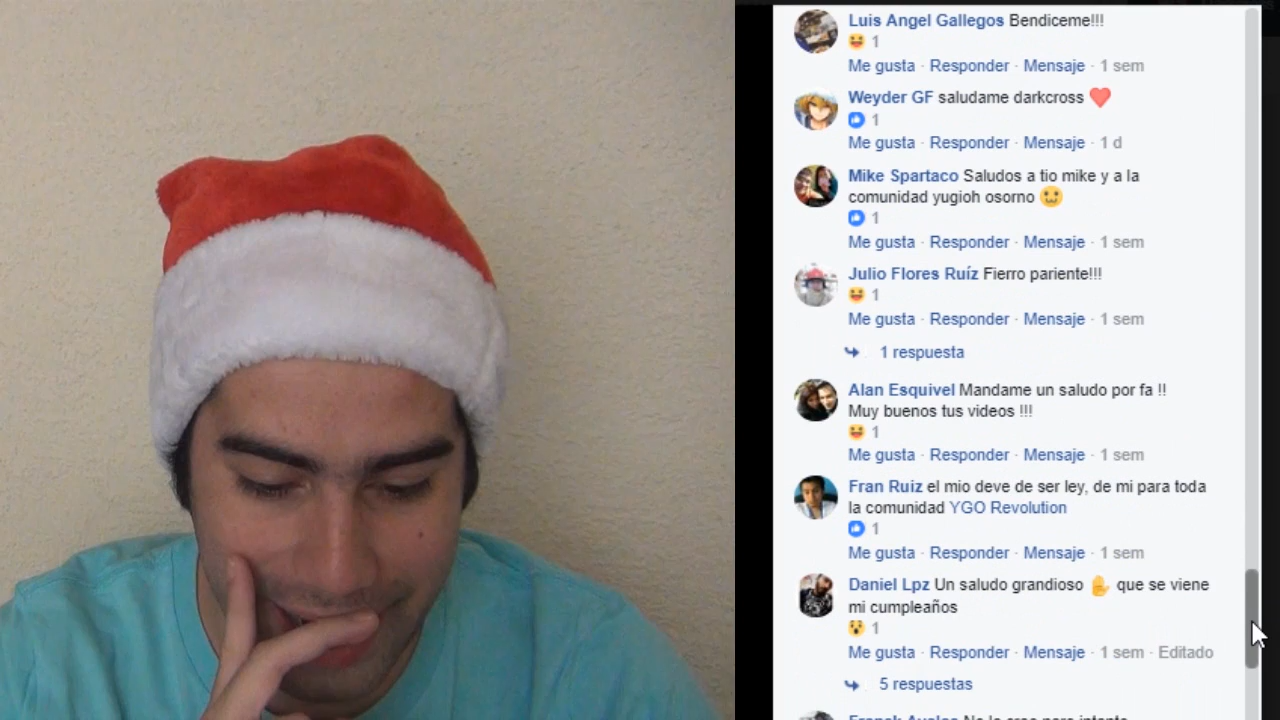 Luis Angel Gallegos Bendiceme!!!
1
Me gusta · Responder · Mensaje · 1 sem
Weyder GF saludame darkcross
1
Me gusta · Responder · Mensaje · 1 d
Mike Spartaco Saludos a tio mike y a la
comunidad yugioh osorno
1
Me gusta · Responder · Mensaje · 1 sem
Julio Flores Ruíz Fierro pariente!!!
1
Me gusta · Responder · Mensaje · 1 sem
1 respuesta
Alan Esquivel Mandame un saludo por fa !!
Muy buenos tus videos !!!
1
Me gusta · Responder · Mensaje · 1 sem
Fran Ruiz el mio deve de ser ley, de mi para toda
la comunidad YGO Revolution
1
Me gusta · Responder · Mensaje · 1 sem
Daniel Lpz Un saludo grandioso que se viene
mi cumpleaños
1
Me gusta · Responder · Mensaje · 1 sem · Editado
5 respuestas